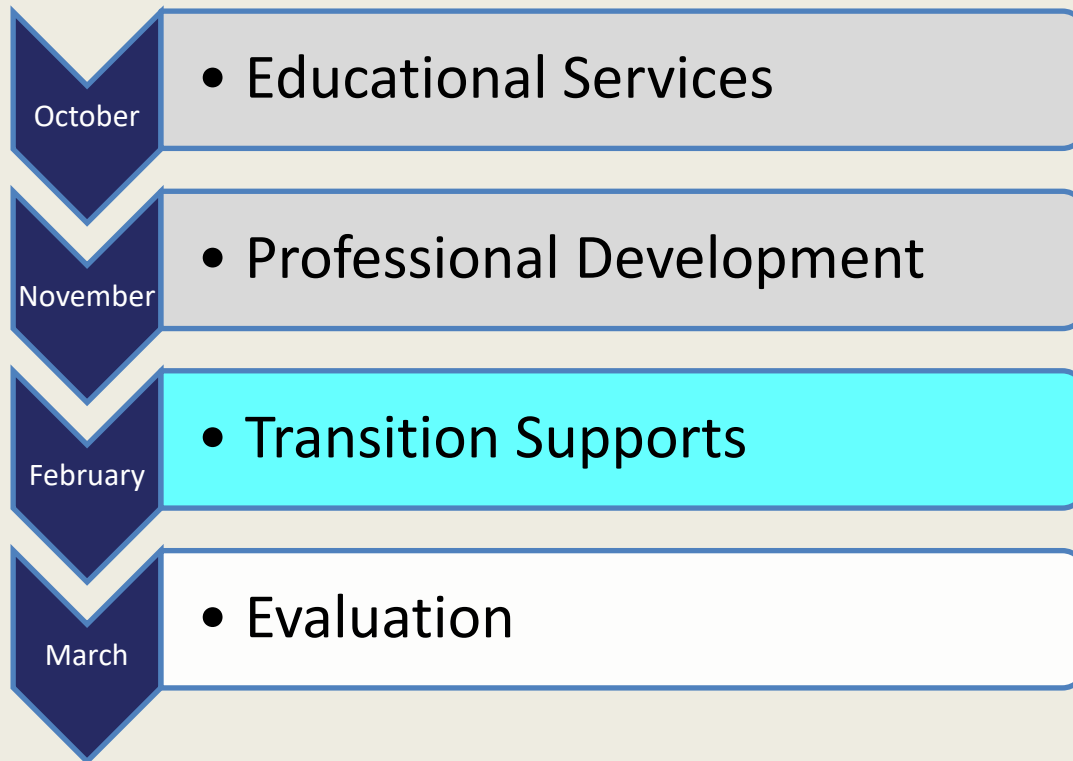 October
• Educational Services
November
• Professional Development
February
• Transition Supports
March
• Evaluation